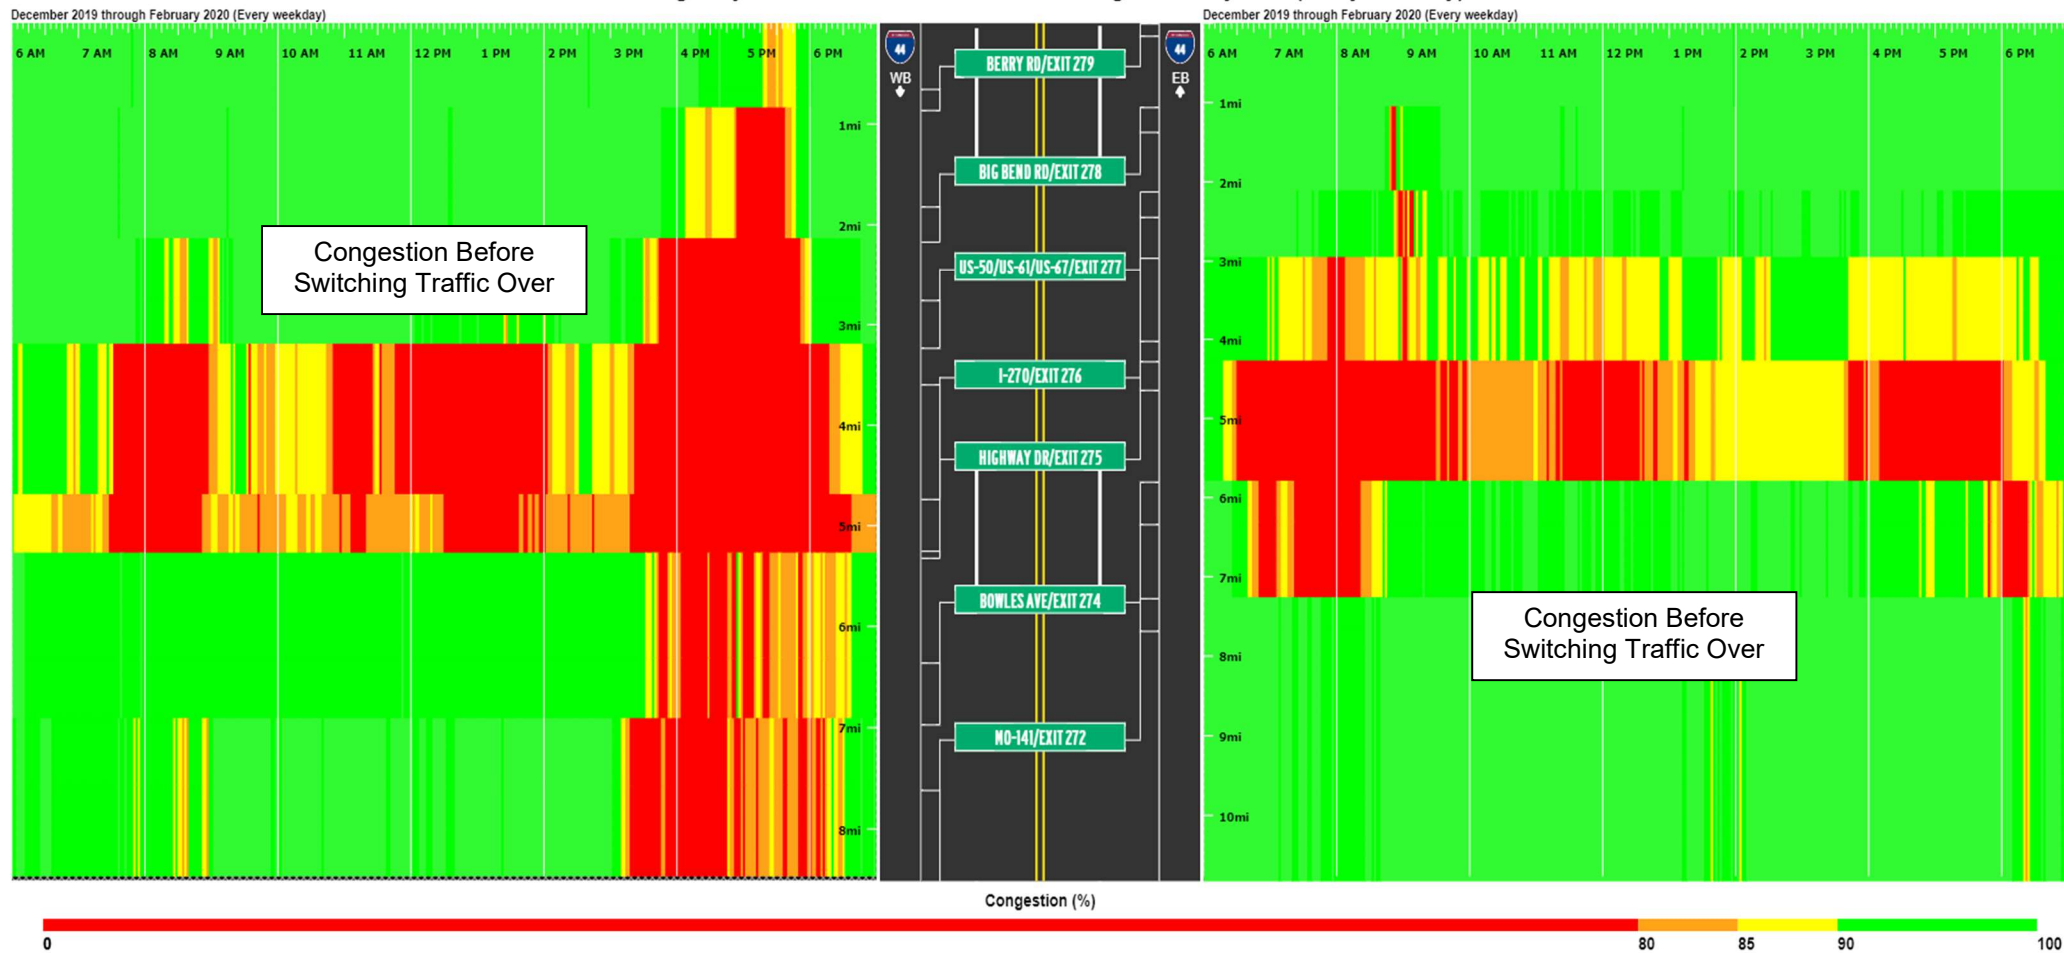 December 2019 through February 2020 (Every weekday)
6 AM 7 AM 8 AM 9 AM 10 AM 11 AM 12 PM 1 PM 2 PM 3 PM 4 PM 5 PM 6 PM
1mi
2mi
3mi
4mi
5mi
6mi
7mi
8mi
Congestion Before
Switching Traffic Over
44
WB
BERRY RD/EXIT 279
BIG BEND RD/EXIT 278
US-50/US-61/US-67/EXIT 277
I-270/EXIT 276
HIGHWAY DR/EXIT 275
BOWLES AVE/EXIT 274
MO-141/EXIT 272
44
EB
December 2019 through February 2020 (Every weekday)
6 AM 7 AM 8 AM 9 AM 10 AM 11 AM 12 PM 1 PM 2 PM 3 PM 4 PM 5 PM 6 PM
1mi
2mi
3mi
4mi
5mi
6mi
7mi
8mi
9mi
10mi
Congestion Before
Switching Traffic Over
Congestion (%)
0 80 85 90 100